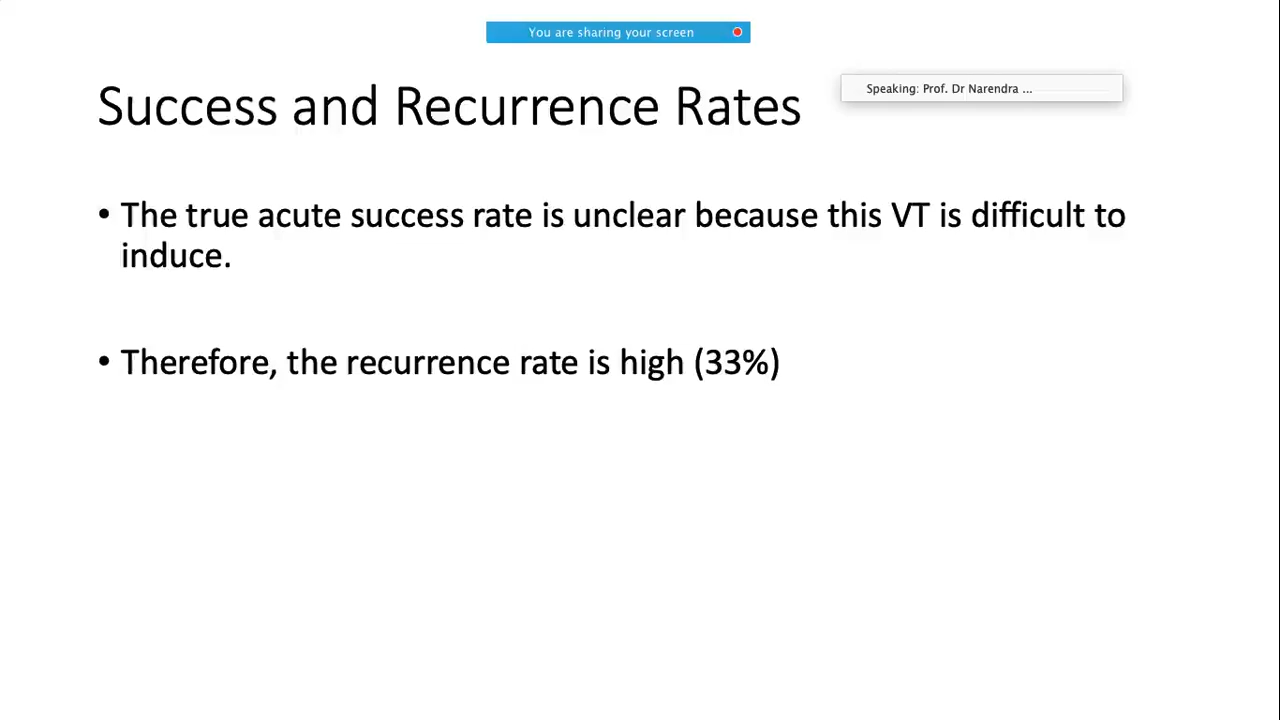 You are sharing your screen
Speaking: Prof. Dr Narendra ...
Success and Recurrence Rates
• The true acute success rate is unclear because this VT is difficult to
induce.
• Therefore, the recurrence rate is high (33%)